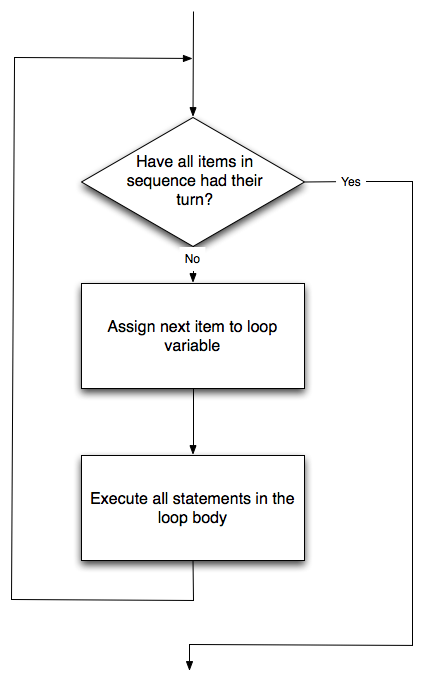 Have all items in
sequence had their
turn?
Yes
No
Assign next item to loop
variable
Execute all statements in the
loop body